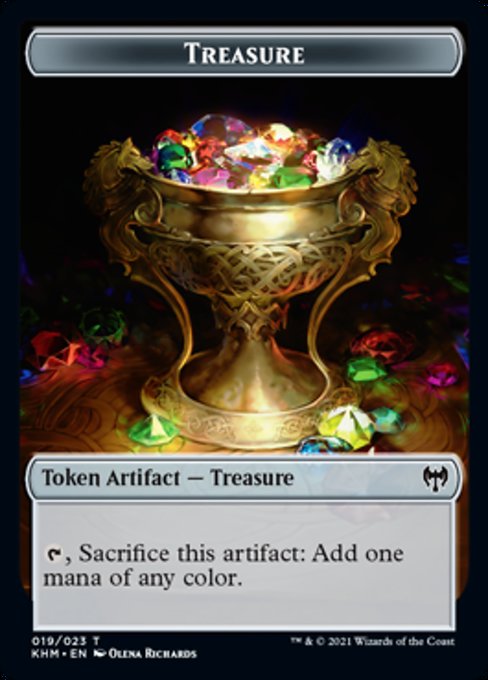 Treasure
Token Artifact — Treasure
, Sacrifice this artifact: Add one
mana of any color.
019/023 T
KHM • EN Olena Richards
™ & © 2021 Wizards of the Coast